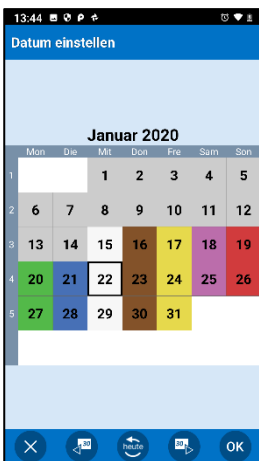 13:44
Datum einstellen
Januar 2020
Mon Die Mit Don Fre Sam Son
1 1 2 3 4 5
2 6 7 8 9 10 11 12
3 13 14 15 16 17 18 19
4 20 21 22 23 24 25 26
5 27 28 29 30 31
30 heute 30 OK